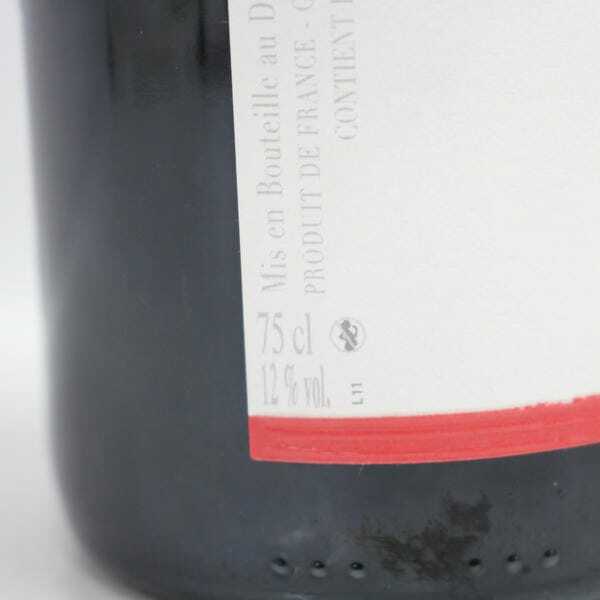 Mis en Bouteille au D
PRODUIT DE FRANCE -
CONTIENT
75 cl
12 % vol.
L11